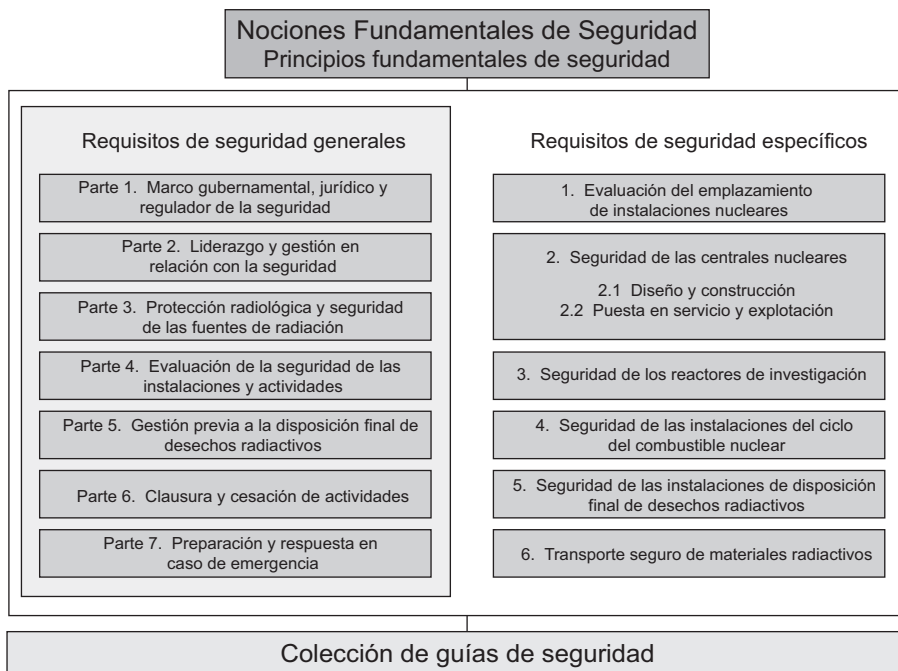 Nociones Fundamentales de Seguridad
Principios fundamentales de seguridad
Requisitos de seguridad generales
Parte 1. Marco gubernamental, jurídico y
regulador de la seguridad
Parte 2. Liderazgo y gestión en
relación con la seguridad
Parte 3. Protección radiológica y seguridad
de las fuentes de radiación
Parte 4. Evaluación de la seguridad de las
instalaciones y actividades
Parte 5. Gestión previa a la disposición final de
desechos radiactivos
Parte 6. Clausura y cesación de actividades
Parte 7. Preparación y respuesta en
caso de emergencia
Requisitos de seguridad específicos
1. Evaluación del emplazamiento
de instalaciones nucleares
2. Seguridad de las centrales nucleares
2.1 Diseño y construcción
2.2 Puesta en servicio y explotación
3. Seguridad de los reactores de investigación
4. Seguridad de las instalaciones del ciclo
del combustible nuclear
5. Seguridad de las instalaciones de disposición
final de desechos radiactivos
6. Transporte seguro de materiales radiactivos
Colección de guías de seguridad